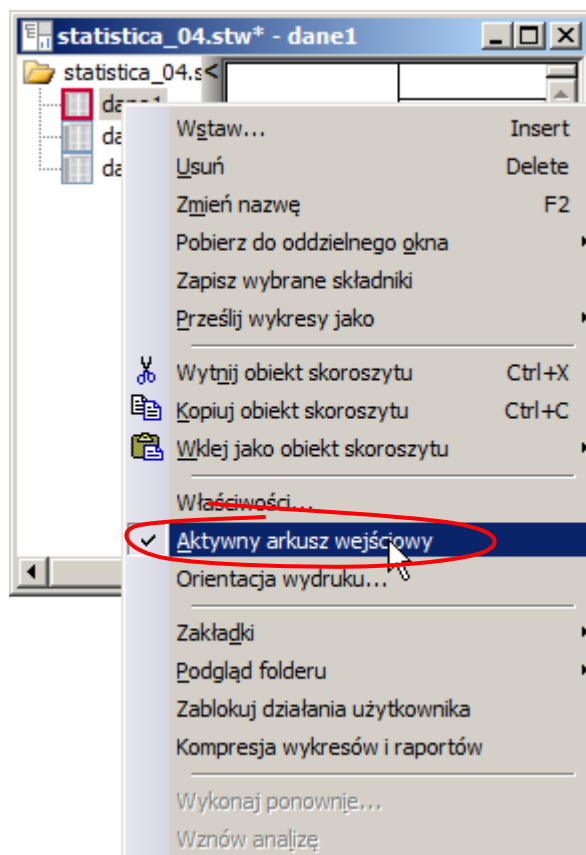 statistica_04.stw* - dane1
statistica_04.s<
dane1
da
da
Wstaw... Insert
Usuń Delete
Zmień nazwę F2
Pobierz do oddzielnego okna
Zapisz wybrane składniki
Prześlij wykresy jako
Wytnij obiekt skoroszytu Ctrl+X
Kopiuj obiekt skoroszytu Ctrl+C
Wklej jako obiekt skoroszytu
Właściwości...
Aktywny arkusz wejściowy
Orientacja wydruku...
Zakładki
Podgląd folderu
Zablokuj działania użytkownika
Kompresja wykresów i raportów
Wykonaj ponownie...
Wznów analizę